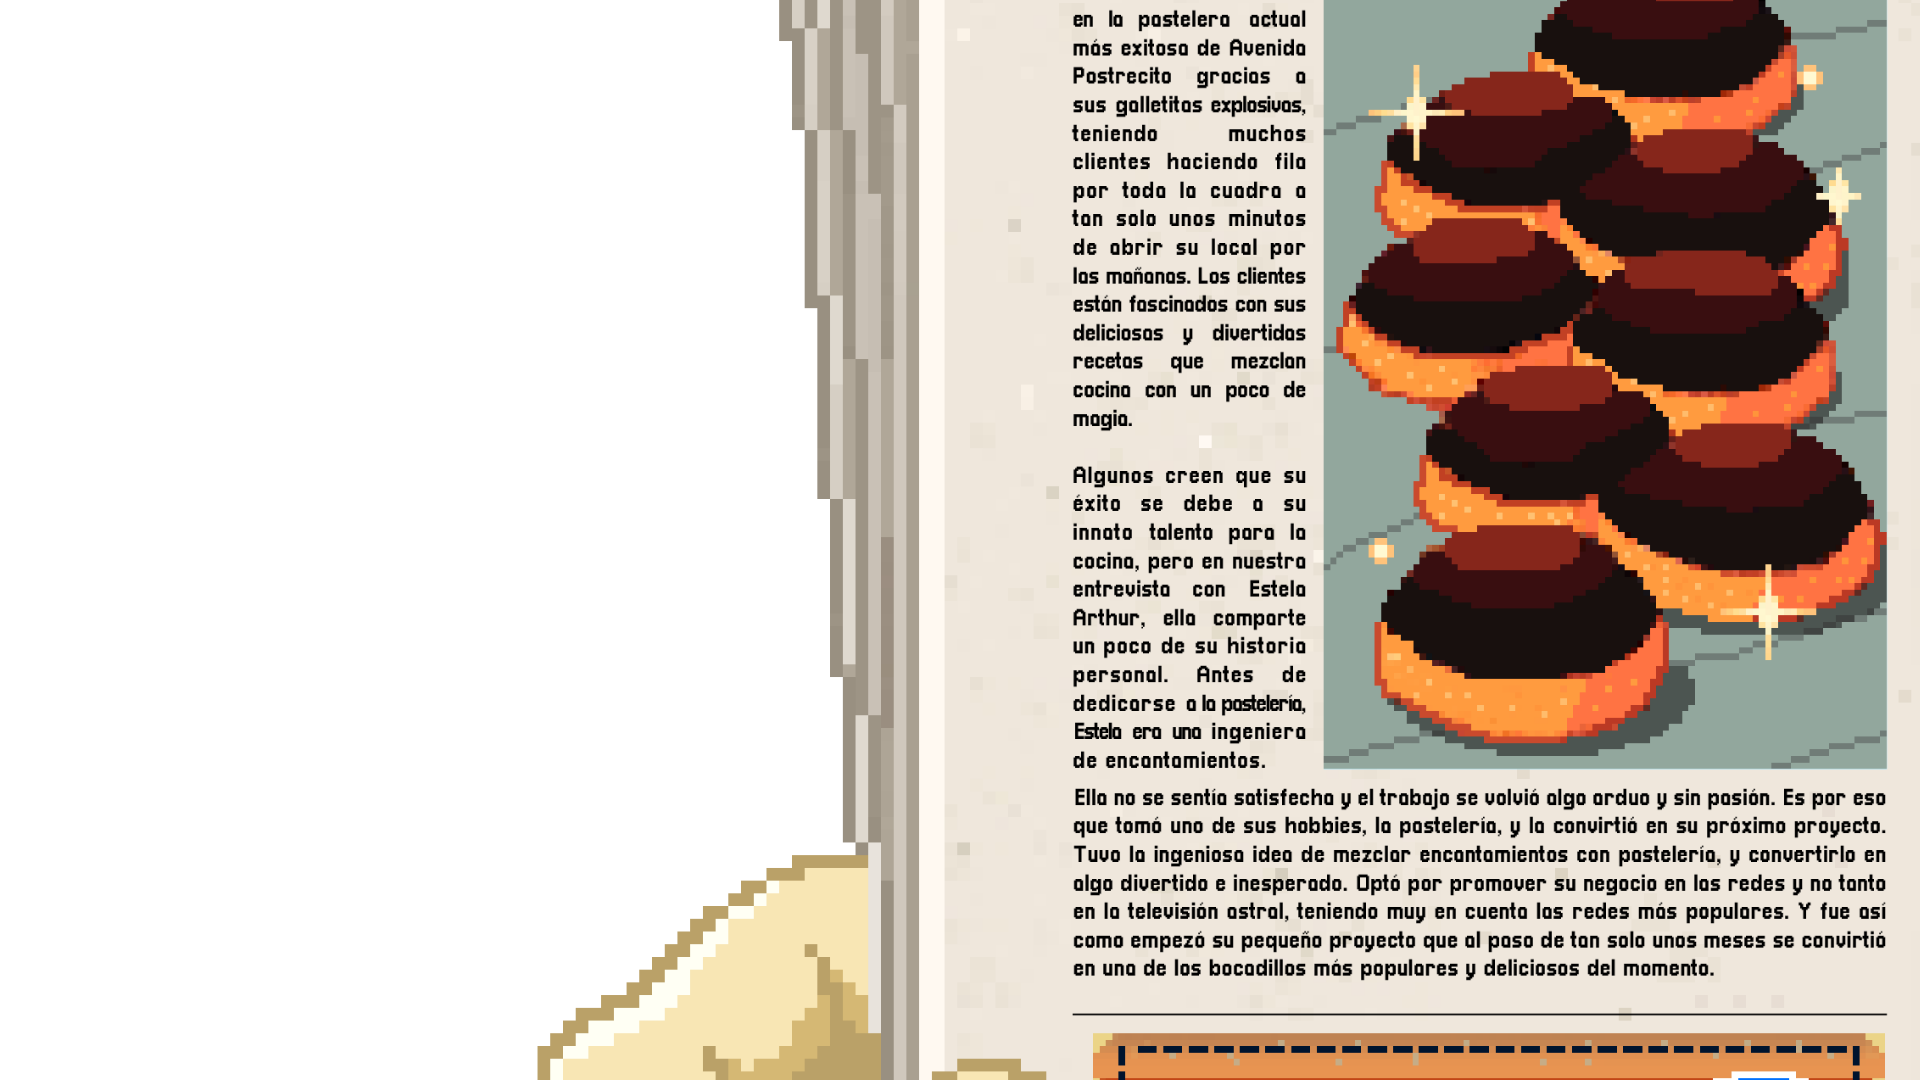 en la pastelera actual
más exitosa de Avenida
Postrecito gracias a
sus galletitas explosivas,
teniendo muchos
clientes haciendo fila
por toda la cuadra a
tan solo unos minutos
de abrir su local por
las mañanas. Los clientes
están fascinados con sus
deliciosas y divertidas
recetas que mezclan
cocina con un poco de
magia.
Algunos creen que su
éxito se debe a su
innato talento para la
cocina, pero en nuestra
entrevista con Estela
Arthur, ella comparte
un poco de su historia
personal. Antes de
dedicarse a la pastelería,
Estela era una ingeniera
de encantamientos.
Ella no se sentía satisfecha y el trabajo se volvió algo arduo y sin pasión. Es por eso
que tomó uno de sus hobbies, la pastelería, y la convirtió en su próximo proyecto.
Tuvo la ingeniosa idea de mezclar encantamientos con pastelería, y convertirlo en
algo divertido e inesperado. Optó por promover su negocio en las redes y no tanto
en la televisión astral, teniendo muy en cuenta las redes más populares. Y fue así
como empezó su pequeño proyecto que al paso de tan solo unos meses se convirtió
en uno de los bocadillos más populares y deliciosos del momento.